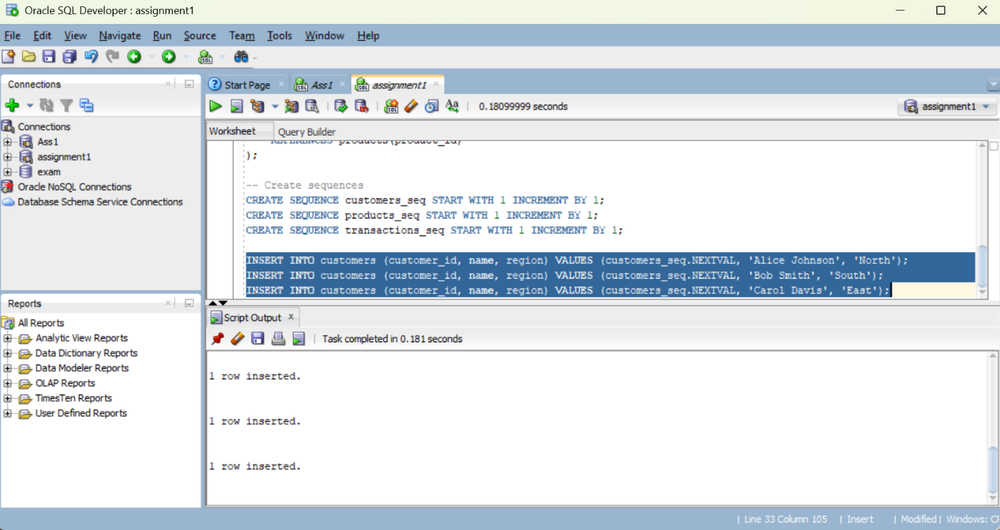 Oracle SQL Developer : assignment1
File Edit View Navigate Run Source Team Tools Window Help
Connections
Connections
Ass1
assignment1
exam
Oracle NoSQL Connections
Database Schema Service Connections
Reports
All Reports
Analytic View Reports
Data Dictionary Reports
Data Modeler Reports
OLAP Reports
TimesTen Reports
User Defined Reports
Start Page Ass1 assignment1
0.18099999 seconds
assignment1
Worksheet Query Builder
REFERENCES products(product_id)
);
-- Create sequences
CREATE SEQUENCE customers_seq START WITH 1 INCREMENT BY 1;
CREATE SEQUENCE products_seq START WITH 1 INCREMENT BY 1;
CREATE SEQUENCE transactions_seq START WITH 1 INCREMENT BY 1;
INSERT INTO customers (customer_id, name, region) VALUES (customers_seq.NEXTVAL, 'Alice Johnson', 'North');
INSERT INTO customers (customer_id, name, region) VALUES (customers_seq.NEXTVAL, 'Bob Smith', 'South');
INSERT INTO customers (customer_id, name, region) VALUES (customers_seq.NEXTVAL, 'Carol Davis', 'East');
Script Output
Task completed in 0.181 seconds
1 row inserted.
1 row inserted.
1 row inserted.
| Line 33 Column 105 | Insert | Modified | Windows: